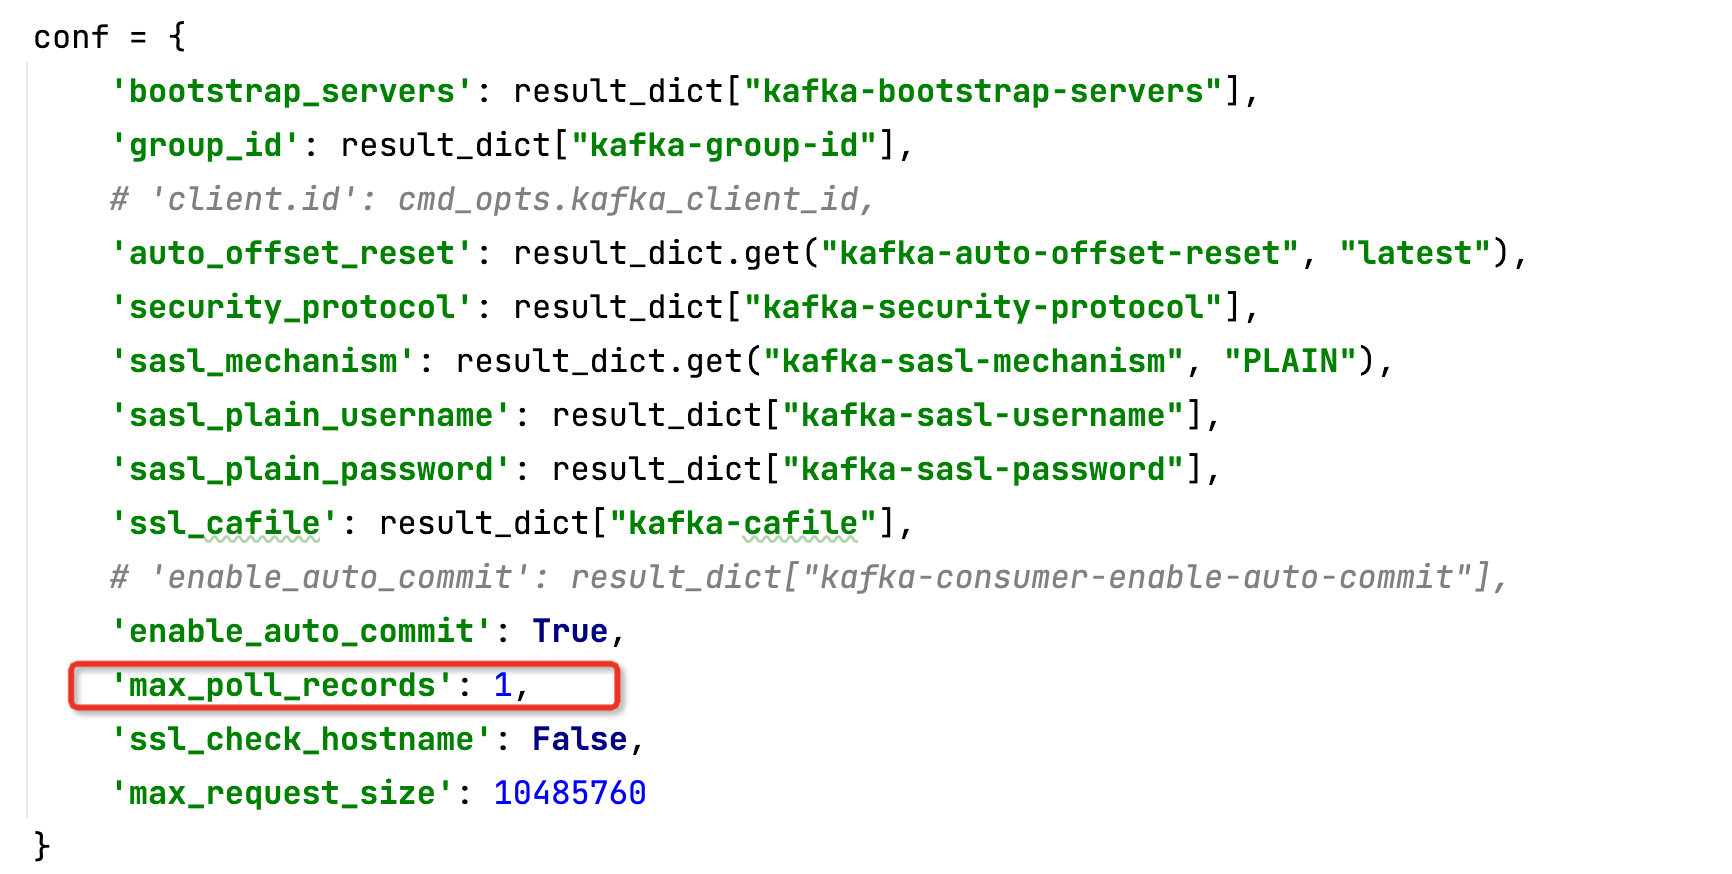 conf = {
    'bootstrap_servers': result_dict["kafka-bootstrap-servers"],
    'group_id': result_dict["kafka-group-id"],
    # 'client.id': cmd_opts.kafka_client_id,
    'auto_offset_reset': result_dict.get("kafka-auto-offset-reset", "latest"),
    'security_protocol': result_dict["kafka-security-protocol"],
    'sasl_mechanism': result_dict.get("kafka-sasl-mechanism", "PLAIN"),
    'sasl_plain_username': result_dict["kafka-sasl-username"],
    'sasl_plain_password': result_dict["kafka-sasl-password"],
    'ssl_cafile': result_dict["kafka-cafile"],
    # 'enable_auto_commit': result_dict["kafka-consumer-enable-auto-commit"],
    'enable_auto_commit': True,
    'max_poll_records': 1,
    'ssl_check_hostname': False,
    'max_request_size': 10485760
}